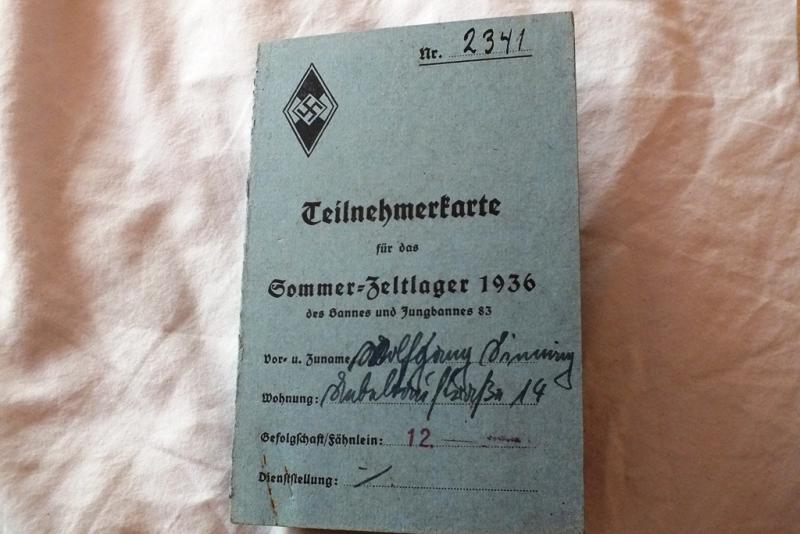 Nr. 2341
Teilnehmerkarte
für das
Sommer-Zeltlager 1936
des Bannes und Jungbannes 83
Vor- u. Zuname Wolfgang
Wohnung: 14
Gefolgschaft/Fähnlein: 12.
Dienststellung: